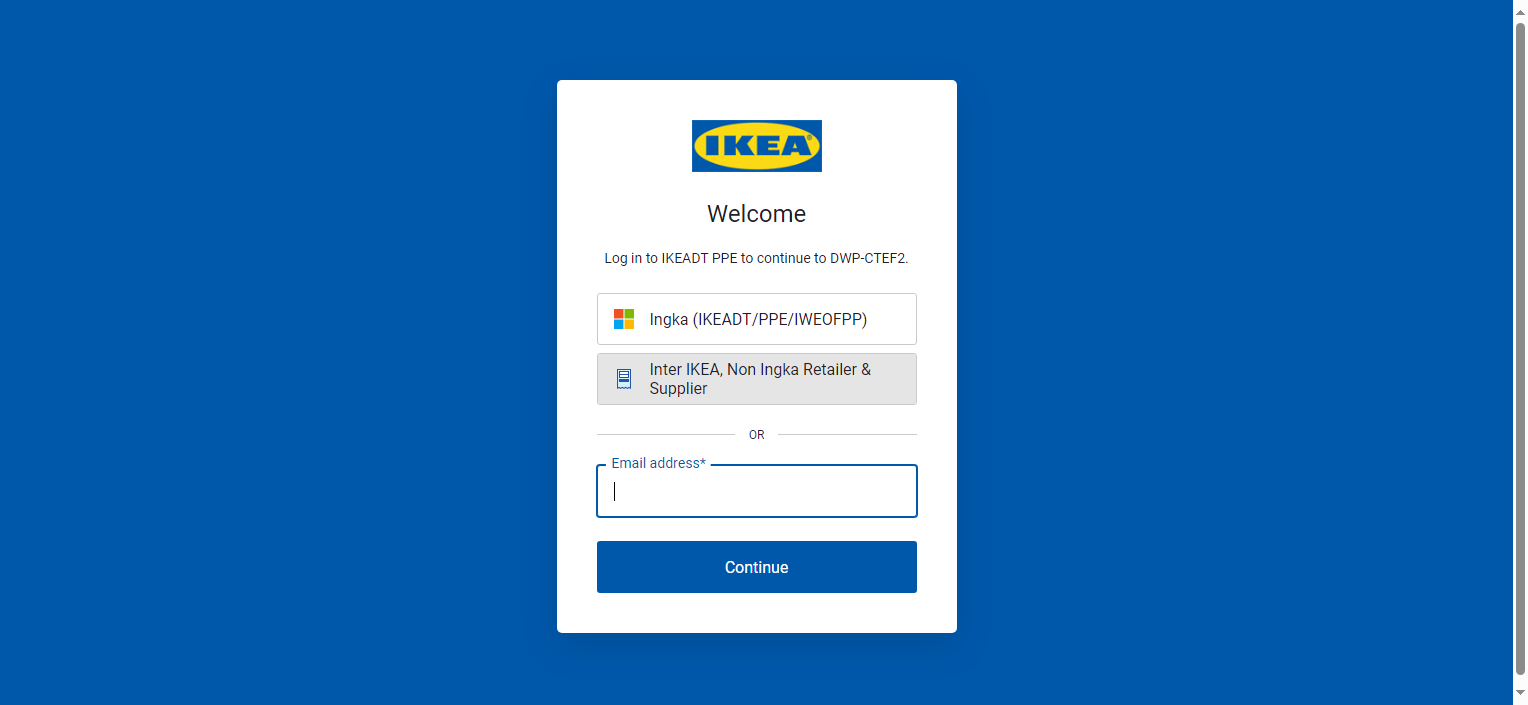 IKEA
Welcome
Log in to IKEADT PPE to continue to DWP-CTEF2.
Ingka (IKEADT/PPE/IWEOFPP)
Inter IKEA, Non Ingka Retailer &
Supplier
OR
Email address*
Continue